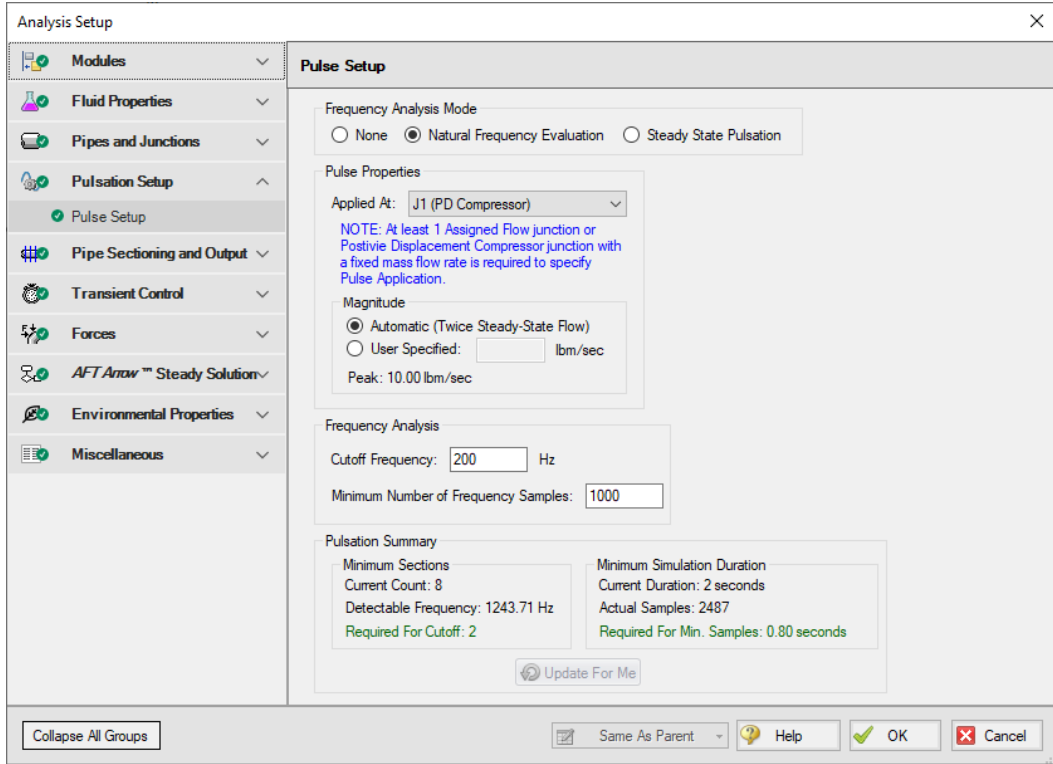 Analysis Setup
Modules
Fluid Properties
Pipes and Junctions
Pulsation Setup
Pulse Setup
Pipe Sectioning and Output
Transient Control
Forces
AFT Arrow ™ Steady Solution
Environmental Properties
Miscellaneous
Pulse Setup
Frequency Analysis Mode
None Natural Frequency Evaluation Steady State Pulsation
Pulse Properties
Applied At: J1 (PD Compressor)
NOTE: At least 1 Assigned Flow junction or
Postivie Displacement Compressor junction with
a fixed mass flow rate is required to specify
Pulse Application.
Magnitude
Automatic (Twice Steady-State Flow)
User Specified: lbm/sec
Peak: 10.00 lbm/sec
Frequency Analysis
Cutoff Frequency: 200 Hz
Minimum Number of Frequency Samples: 1000
Pulsation Summary
Minimum Sections
Current Count: 8
Detectable Frequency: 1243.71 Hz
Required For Cutoff: 2
Minimum Simulation Duration
Current Duration: 2 seconds
Actual Samples: 2487
Required For Min. Samples: 0.80 seconds
Update For Me
Collapse All Groups
Same As Parent
Help
OK
Cancel